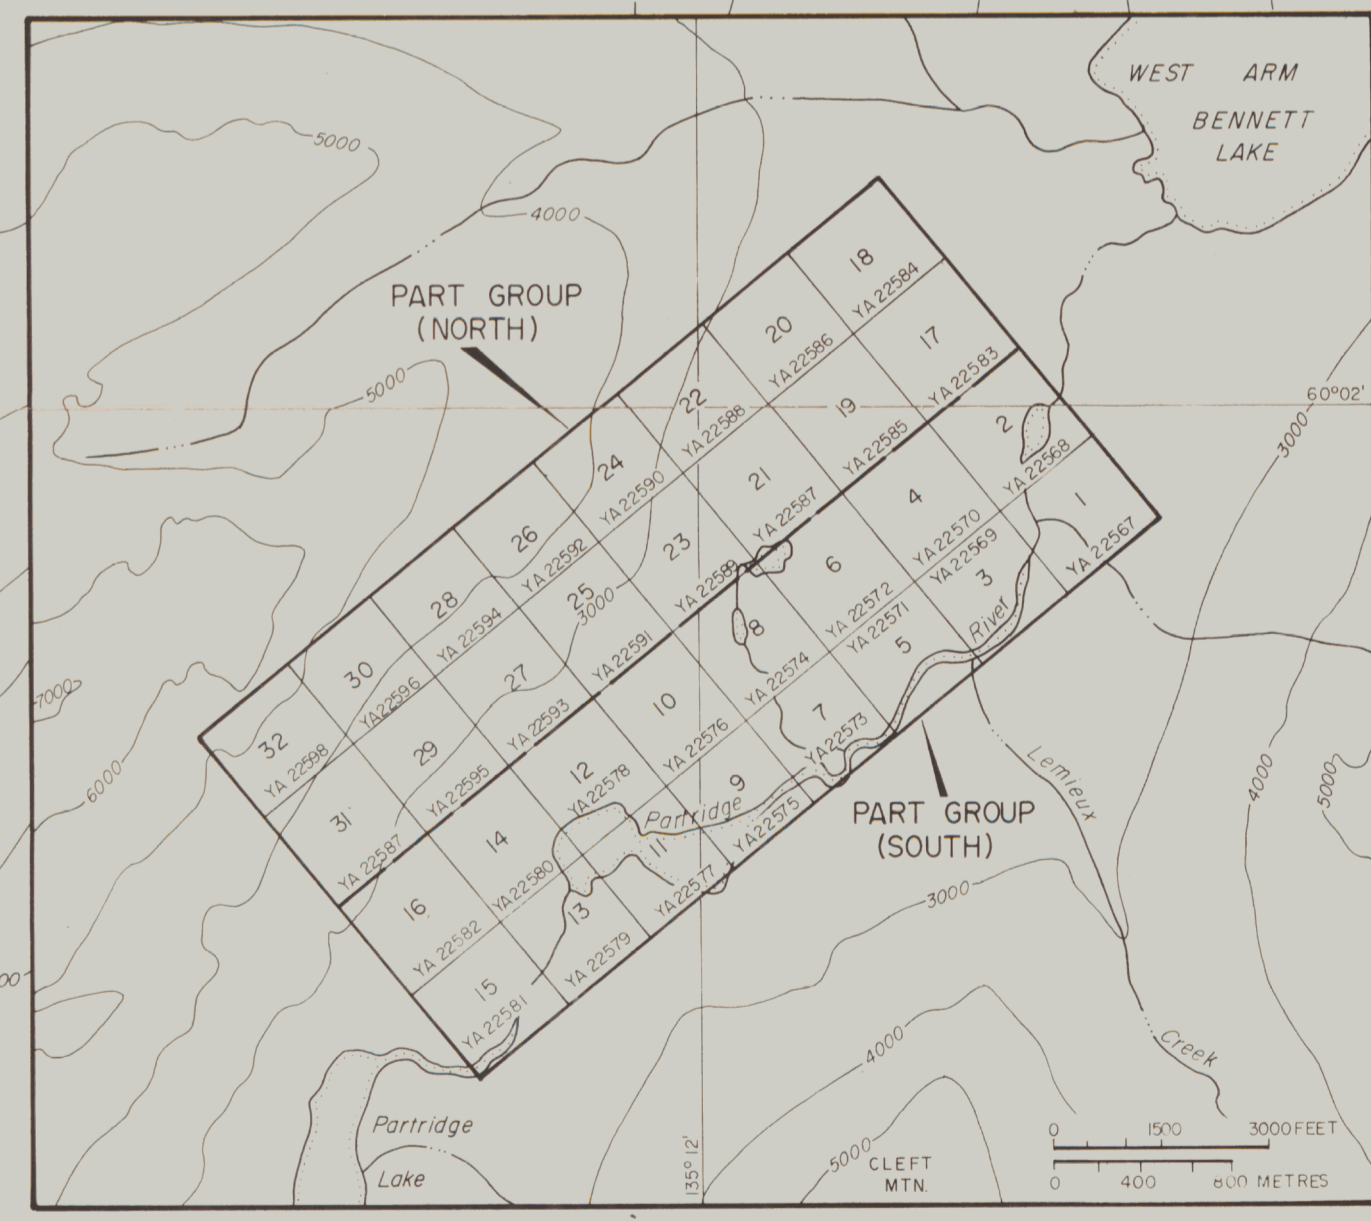 WEST ARM
BENNETT
LAKE
5000
4000
PART GROUP
(NORTH)
5000
60°02'
3000
18
YA 22584
17
YA 22583
20
YA 22586
19
YA 22585
22
YA 22588
21
YA 22587
24
YA 22590
23
YA 22589
26
YA 22592
25
3000
YA 22591
28
YA 22594
27
YA 22593
30
YA 22596
29
YA 22595
32
YA 22598
31
YA 22587
2
YA 22568
1
YA 22567
4
YA 22570
YA 22569
3
6
YA 22572
YA 22571
5
River
8
YA 22574
7
YA 22573
10
YA 22576
9
YA 22575
12
YA 22578
Partridge
11
YA 22577
14
YA 22580
13
YA 22579
16
YA 22582
15
YA 22581
7000
6000
PART GROUP
(SOUTH)
Lemieux
Creek
4000
5000
3000
4000
5000
CLEFT
MTN.
135° 12'
Partridge
Lake
0 1500 3000 FEET
0 400 800 METRES